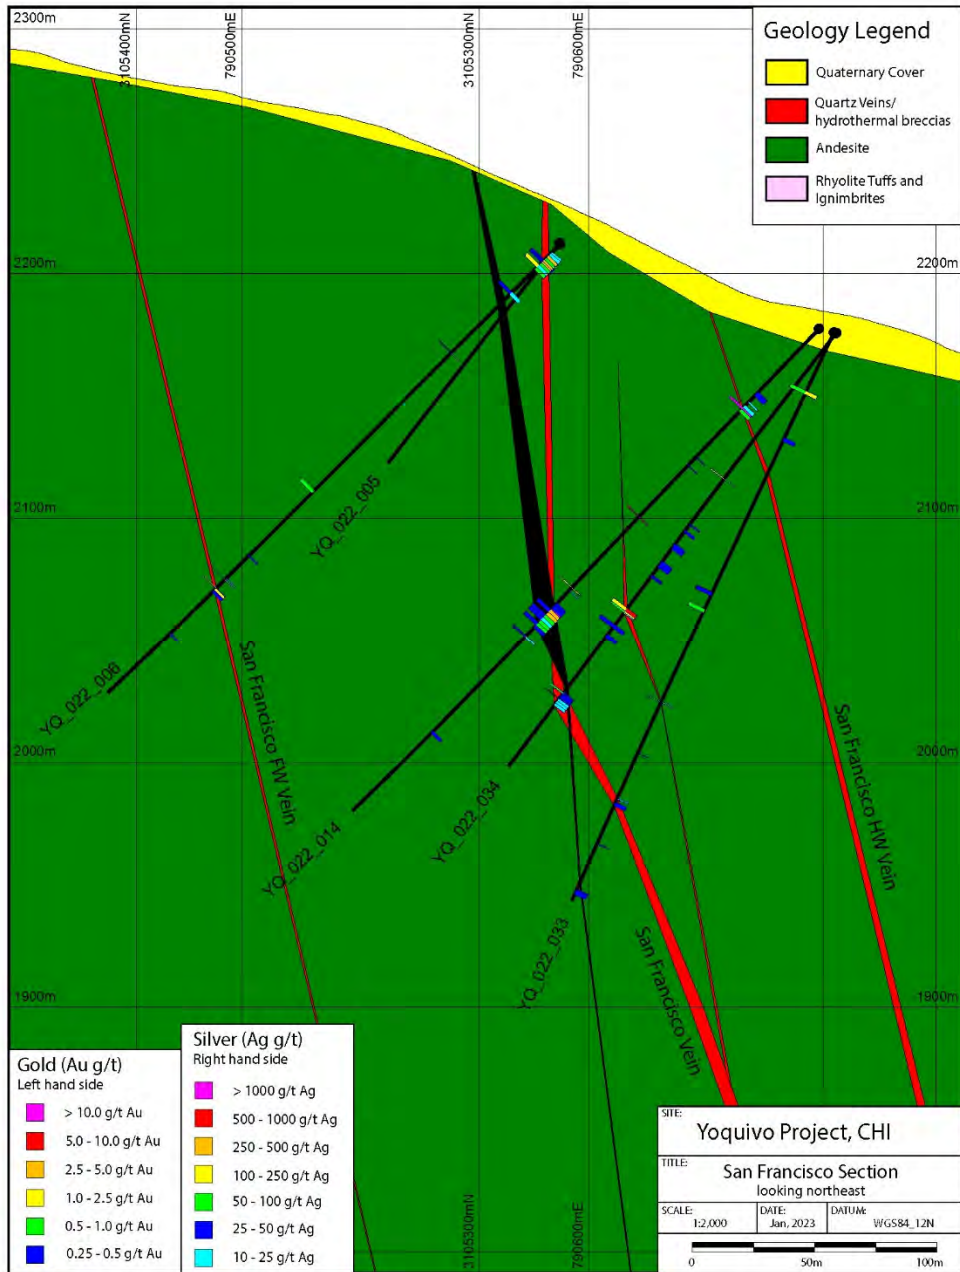 2300m
3105400mN
790500mE
3105300mN
790600mE
Geology Legend
Quaternary Cover
Quartz Veins/
hydrothermal breccias
Andesite
Rhyolite Tuffs and
Ignimbrites
2200m
2200m
2100m
2100m
YQ_022_005
YQ_022_006
San Francisco FW Vein
2000m
2000m
YQ_022_014
YQ_022_034
YQ_022_033
San Francisco Vein
San Francisco HW Vein
1900m
1900m
Gold (Au g/t)
Left hand side
> 10.0 g/t Au
5.0 - 10.0 g/t Au
2.5 - 5.0 g/t Au
1.0 - 2.5 g/t Au
0.5 - 1.0 g/t Au
0.25 - 0.5 g/t Au
Silver (Ag g/t)
Right hand side
> 1000 g/t Ag
500 - 1000 g/t Ag
250 - 500 g/t Ag
100 - 250 g/t Ag
50 - 100 g/t Ag
25 - 50 g/t Ag
10 - 25 g/t Ag
3105300mN
790600mE
SITE:
Yoquivo Project, CHI
TITLE:
San Francisco Section
looking northeast
SCALE:
1:2,000
DATE:
Jan, 2023
DATUM:
WGS84_12N
0 50m 100m